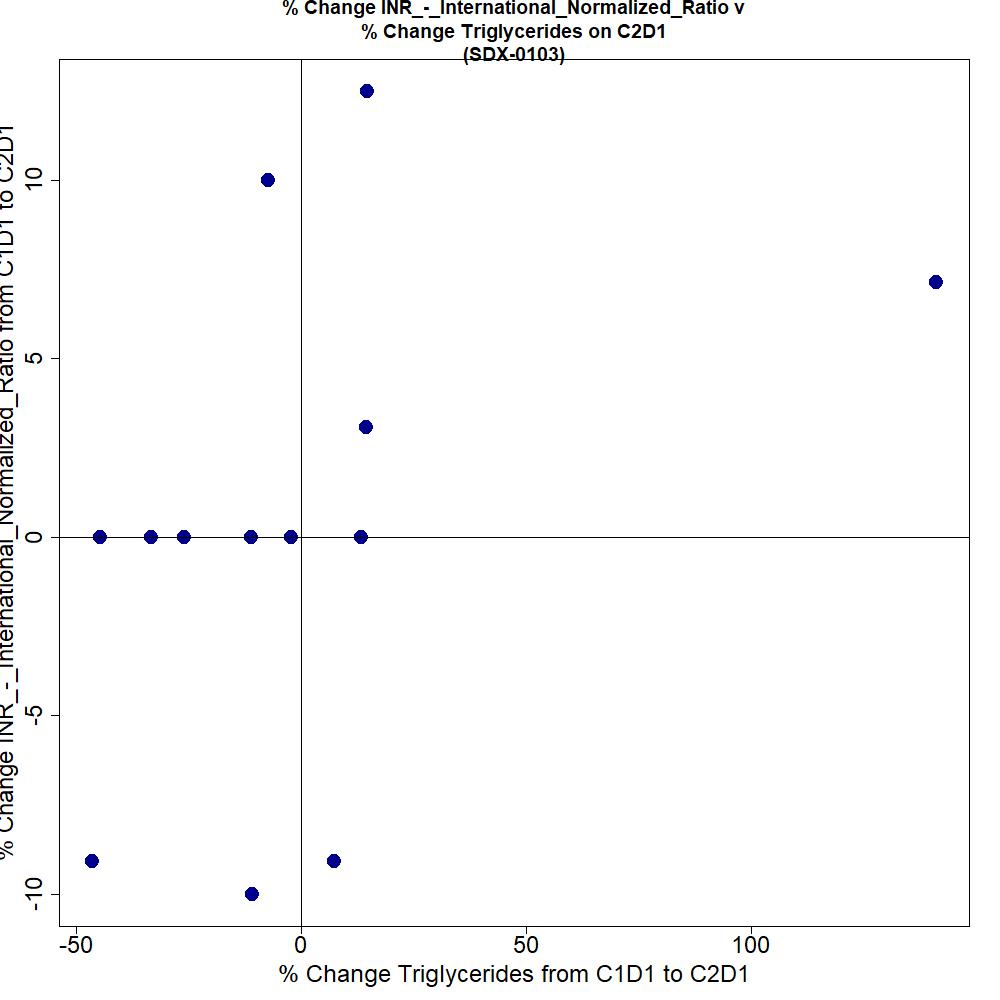 % Change INR_-_International_Normalized_Ratio v
% Change Triglycerides on C2D1
(SDX-0103)
% Change INR_-_International_Normalized_Ratio from C1D1 to C2D1
10
5
0
-5
-10
-50
0
50
100
% Change Triglycerides from C1D1 to C2D1